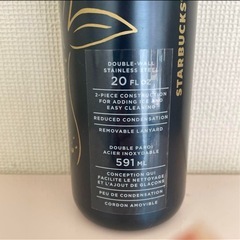 DOUBLE-WALL
STAINLESS STEEL
20 FL OZ
3-PIECE CONSTRUCTION
FOR ADDING ICE AND
EASY CLEANING
REDUCED CONDENSATION
REMOVABLE LANYARD
DOUBLE PAROI
ACIER INOXYDABLE
591 ML
CONCEPTION QUI
FACILITE LE NETTOYAGE
ET L'AJOUT DE GLAÇONS
PEU DE CONDENSATION
CORDON AMOVIBLE
STARBUCKS